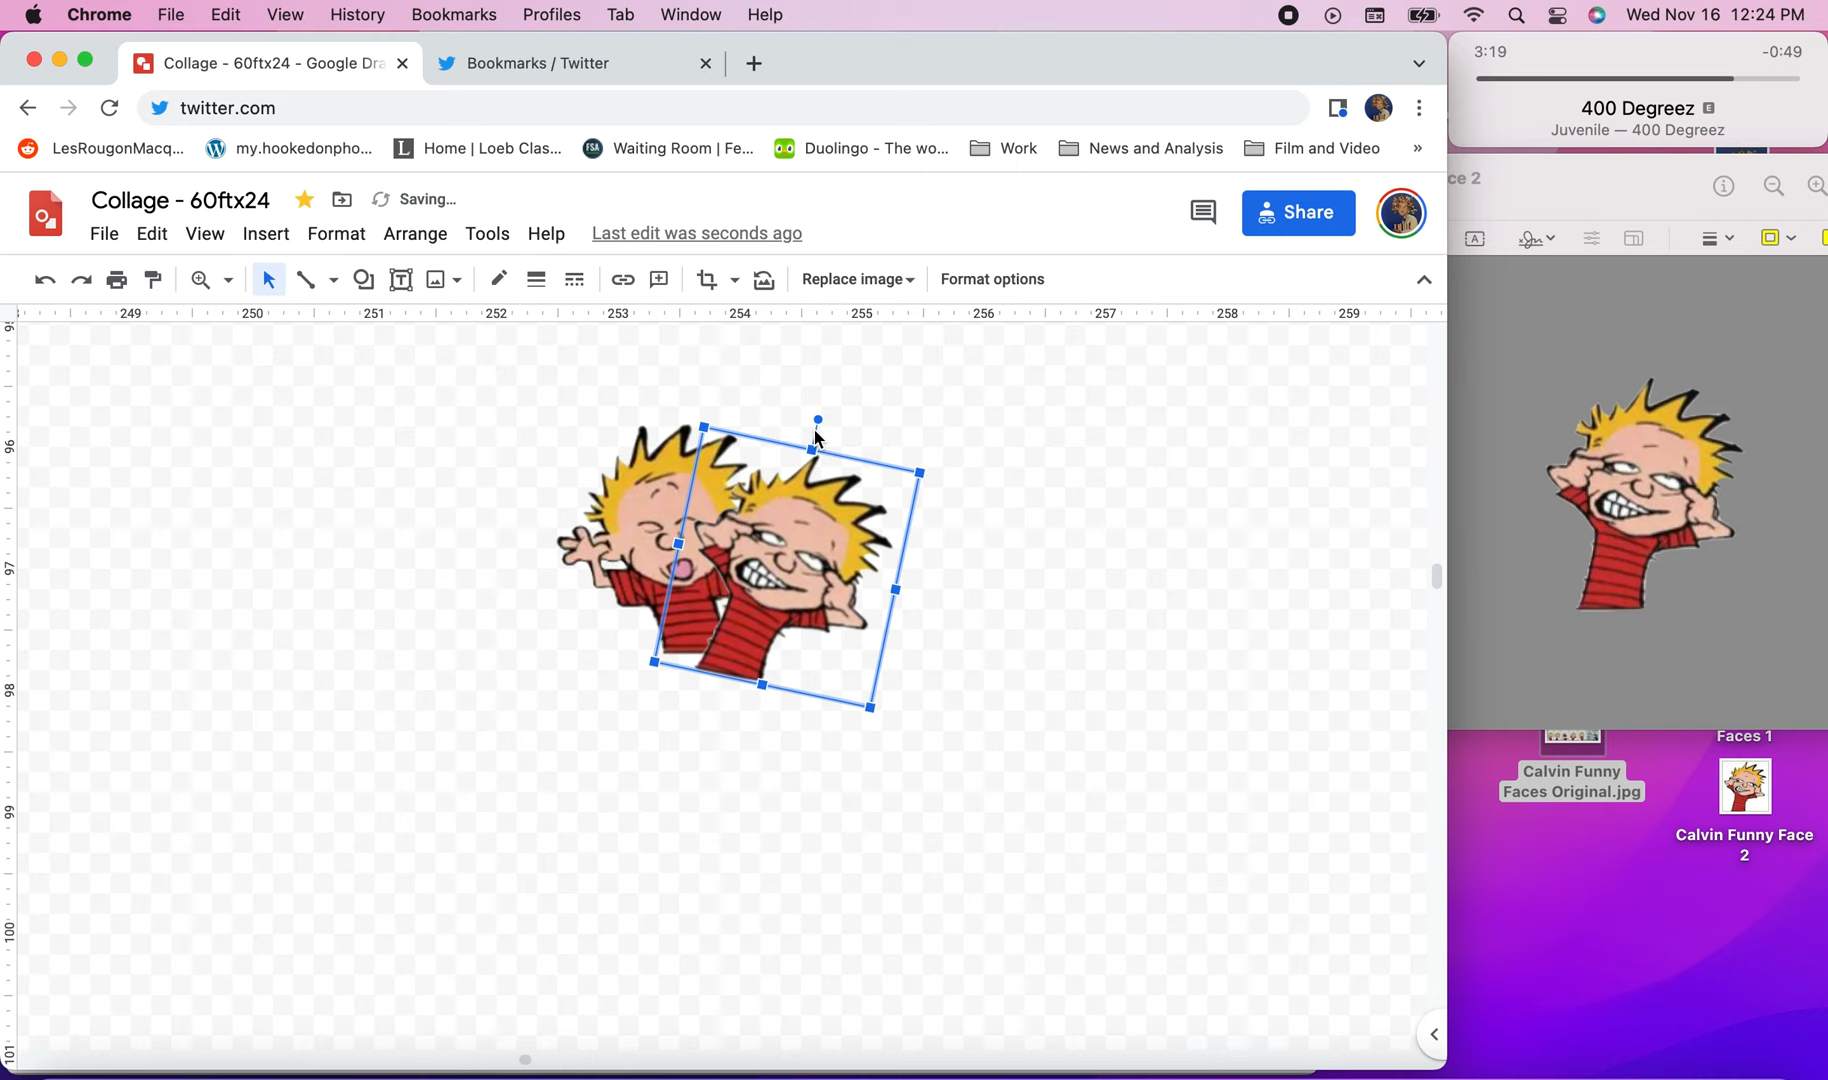 Chrome File Edit View History Bookmarks Profiles Tab Window Help Wed Nov 16 12:24 PM
Collage - 60ftx24 - Google Dra Bookmarks / Twitter
3:19 -0:49
twitter.com
400 Degreez E
Juvenile — 400 Degreez
LesRougonMacq... my.hookedonpho... L Home | Loeb Clas... FSA Waiting Room | Fe... Duolingo - The wo... Work News and Analysis Film and Video »
ce 2
Collage - 60ftx24 Saving... Share
File Edit View Insert Format Arrange Tools Help Last edit was seconds ago
Replace image Format options
249 250 251 252 253 254 255 256 257 258 259
96
97
98
99
100
101
Faces 1
Calvin Funny
Faces Original.jpg
Calvin Funny Face
2